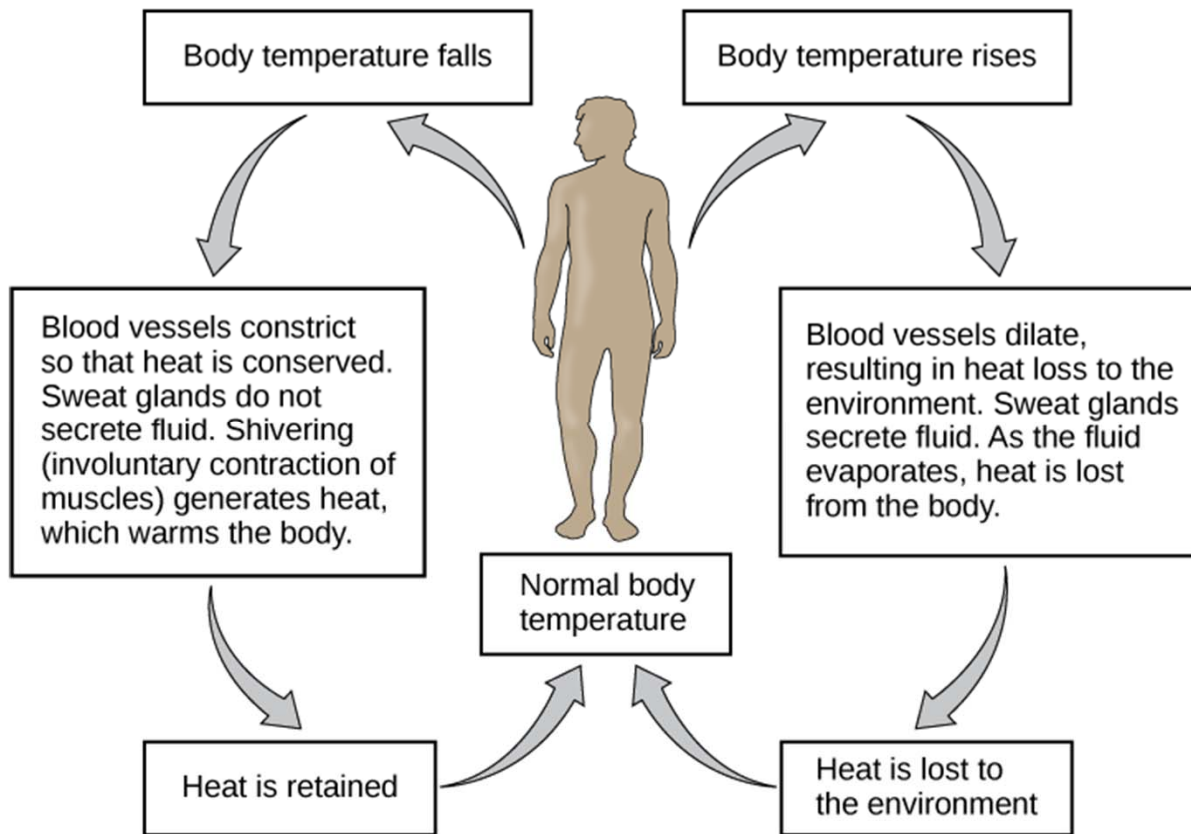 Body temperature falls
Body temperature rises
Blood vessels constrict
so that heat is conserved.
Sweat glands do not
secrete fluid. Shivering
(involuntary contraction of
muscles) generates heat,
which warms the body.
Blood vessels dilate,
resulting in heat loss to the
environment. Sweat glands
secrete fluid. As the fluid
evaporates, heat is lost
from the body.
Normal body
temperature
Heat is retained
Heat is lost to
the environment